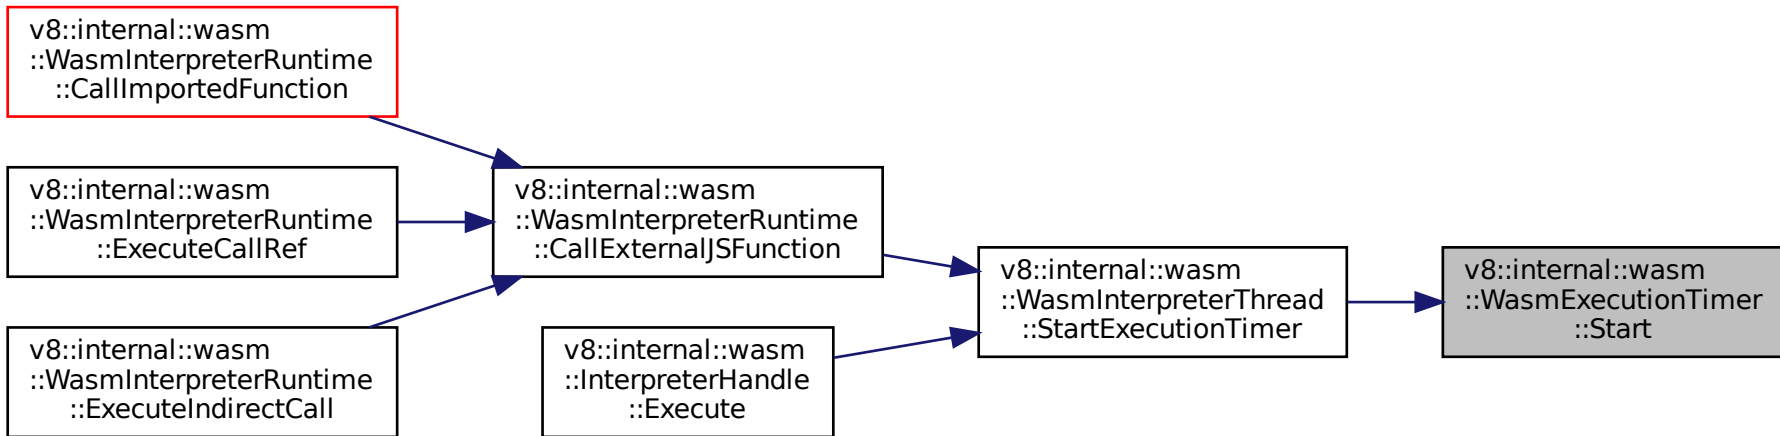 v8::internal::wasm
::WasmInterpreterRuntime
::CallImportedFunction
v8::internal::wasm
::WasmInterpreterRuntime
::ExecuteCallRef
v8::internal::wasm
::WasmInterpreterRuntime
::ExecuteIndirectCall
v8::internal::wasm
::WasmInterpreterRuntime
::CallExternalJSFunction
v8::internal::wasm
::InterpreterHandle
::Execute
v8::internal::wasm
::WasmInterpreterThread
::StartExecutionTimer
v8::internal::wasm
::WasmExecutionTimer
::Start